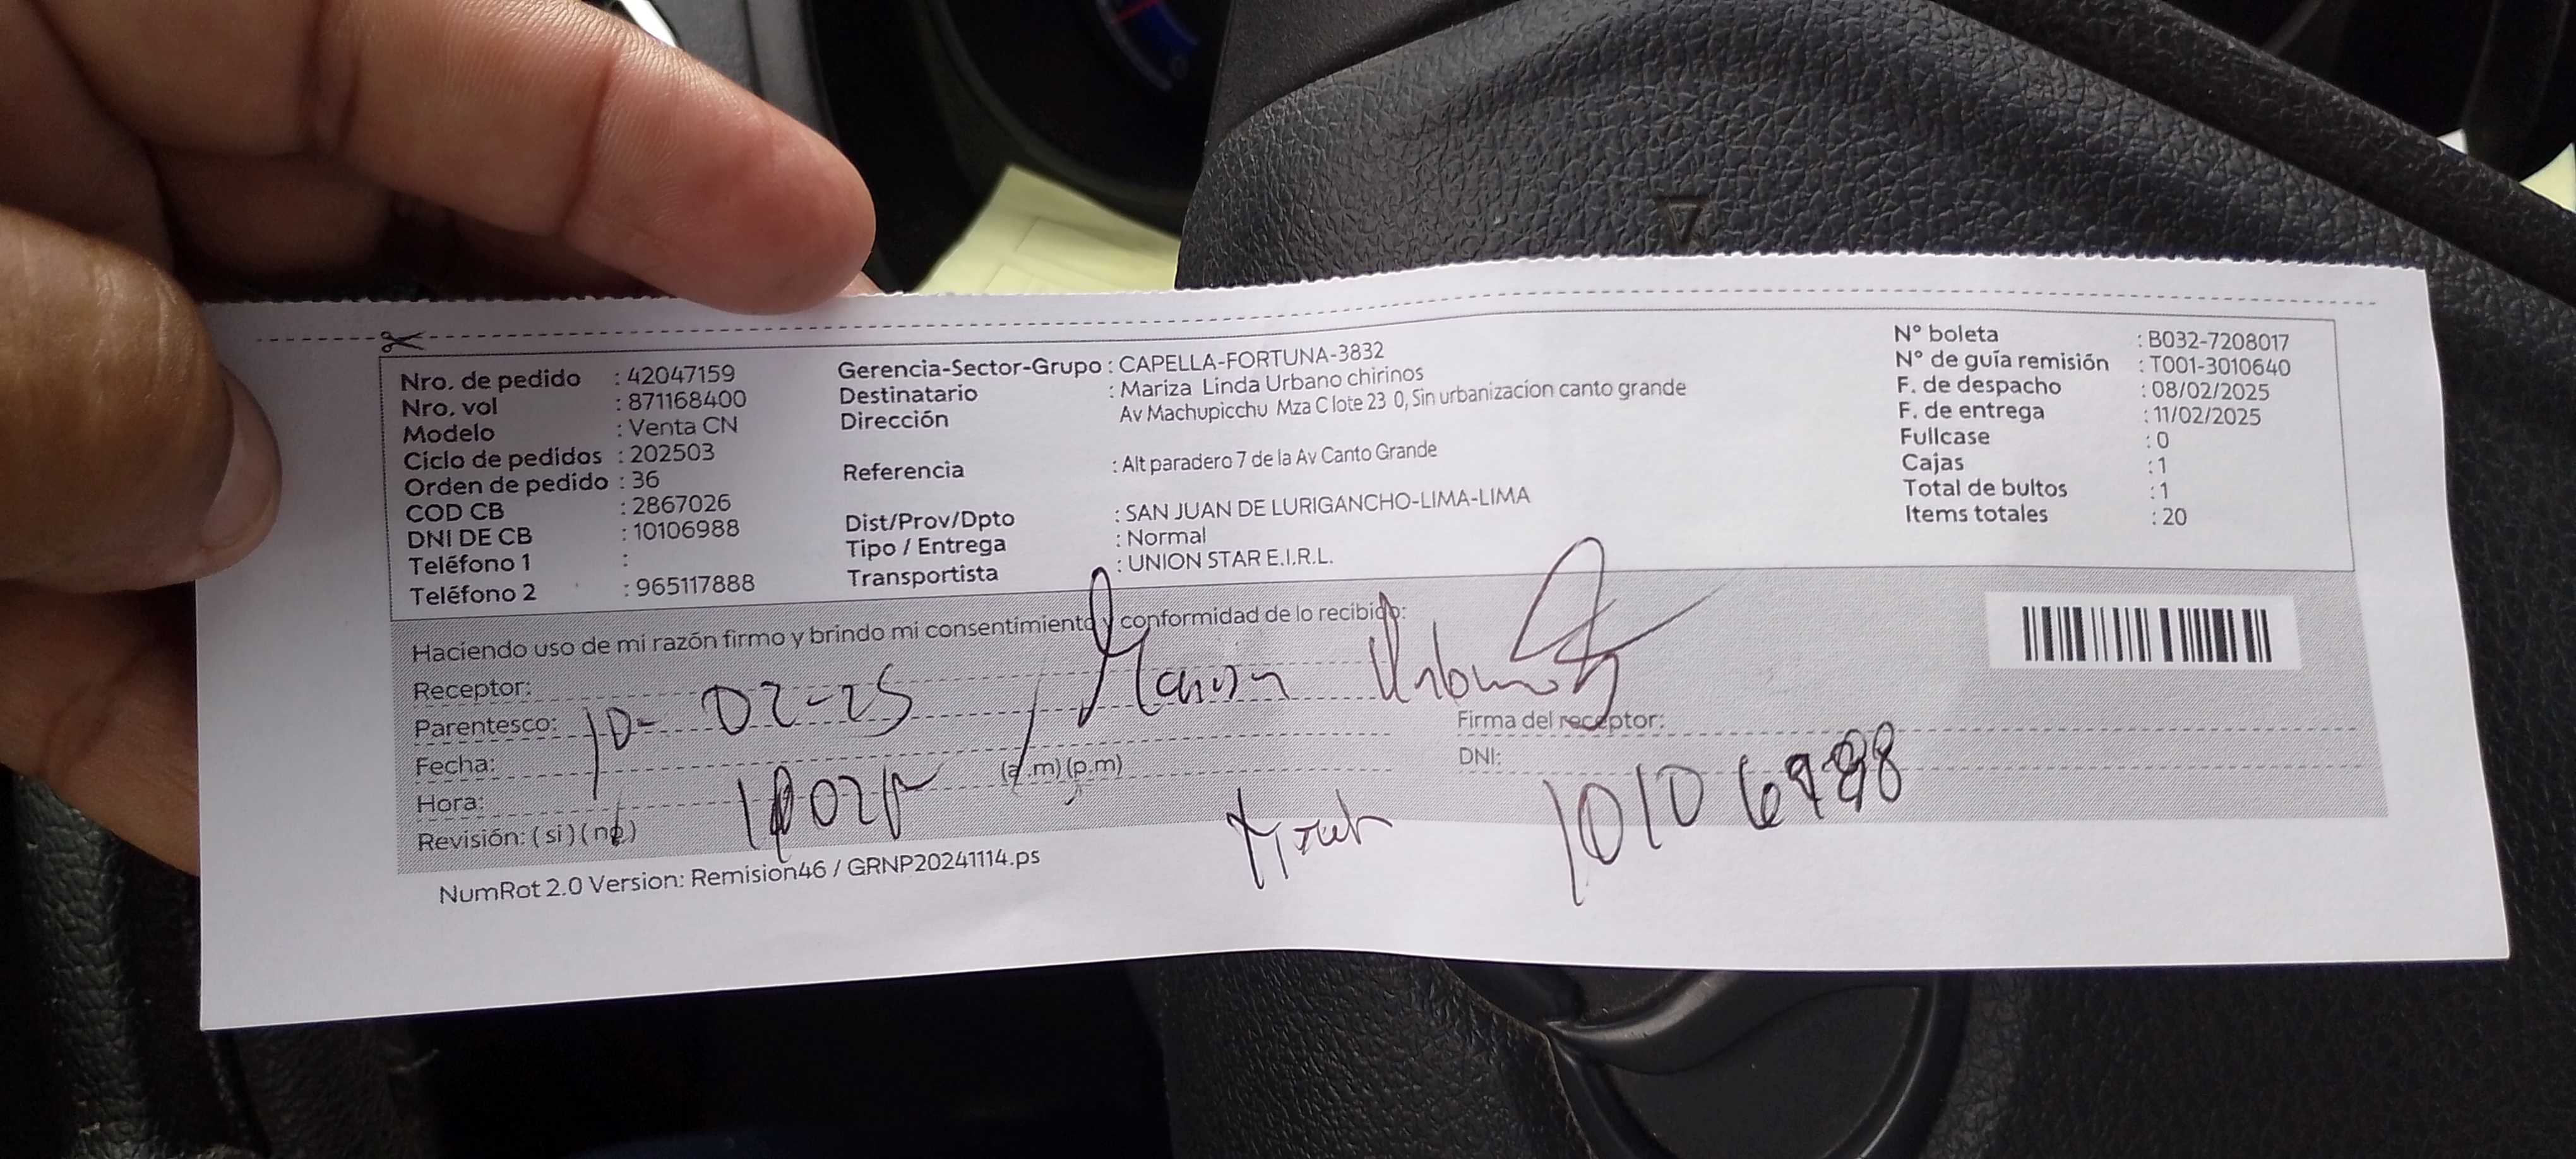 Nro. de pedido : 42047159
Nro. vol : 871168400
Modelo : Venta CN
Ciclo de pedidos : 202503
Orden de pedido : 36
COD CB : 2867026
DNI DE CB : 10106988
Teléfono 1 :
Teléfono 2 : 965117888
Gerencia-Sector-Grupo : CAPELLA-FORTUNA-3832
Destinatario : Mariza Linda Urbano chirinos
Dirección Av Machupicchu Mza C lote 23 0, Sin urbanizacion canto grande
Referencia : Alt paradero 7 de la Av Canto Grande
Dist/Prov/Dpto : SAN JUAN DE LURIGANCHO-LIMA-LIMA
Tipo / Entrega : Normal
Transportista : UNION STAR E.I.R.L.
N° boleta : B032-7208017
N° de guía remisión : T001-3010640
F. de despacho : 08/02/2025
F. de entrega : 11/02/2025
Fullcase : 0
Cajas : 1
Total de bultos : 1
Items totales : 20
Haciendo uso de mi razón firmo y brindo mi consentimiento y conformidad de lo recibido:
Receptor: Urbano
Parentesco:
Fecha: 10-02-25
Hora: (a.m) (p.m)
Revisión: (si) (no)
Firma del receptor:
DNI: 10106988
NumRot 2.0 Version: Remision46 / GRNP20241114.ps